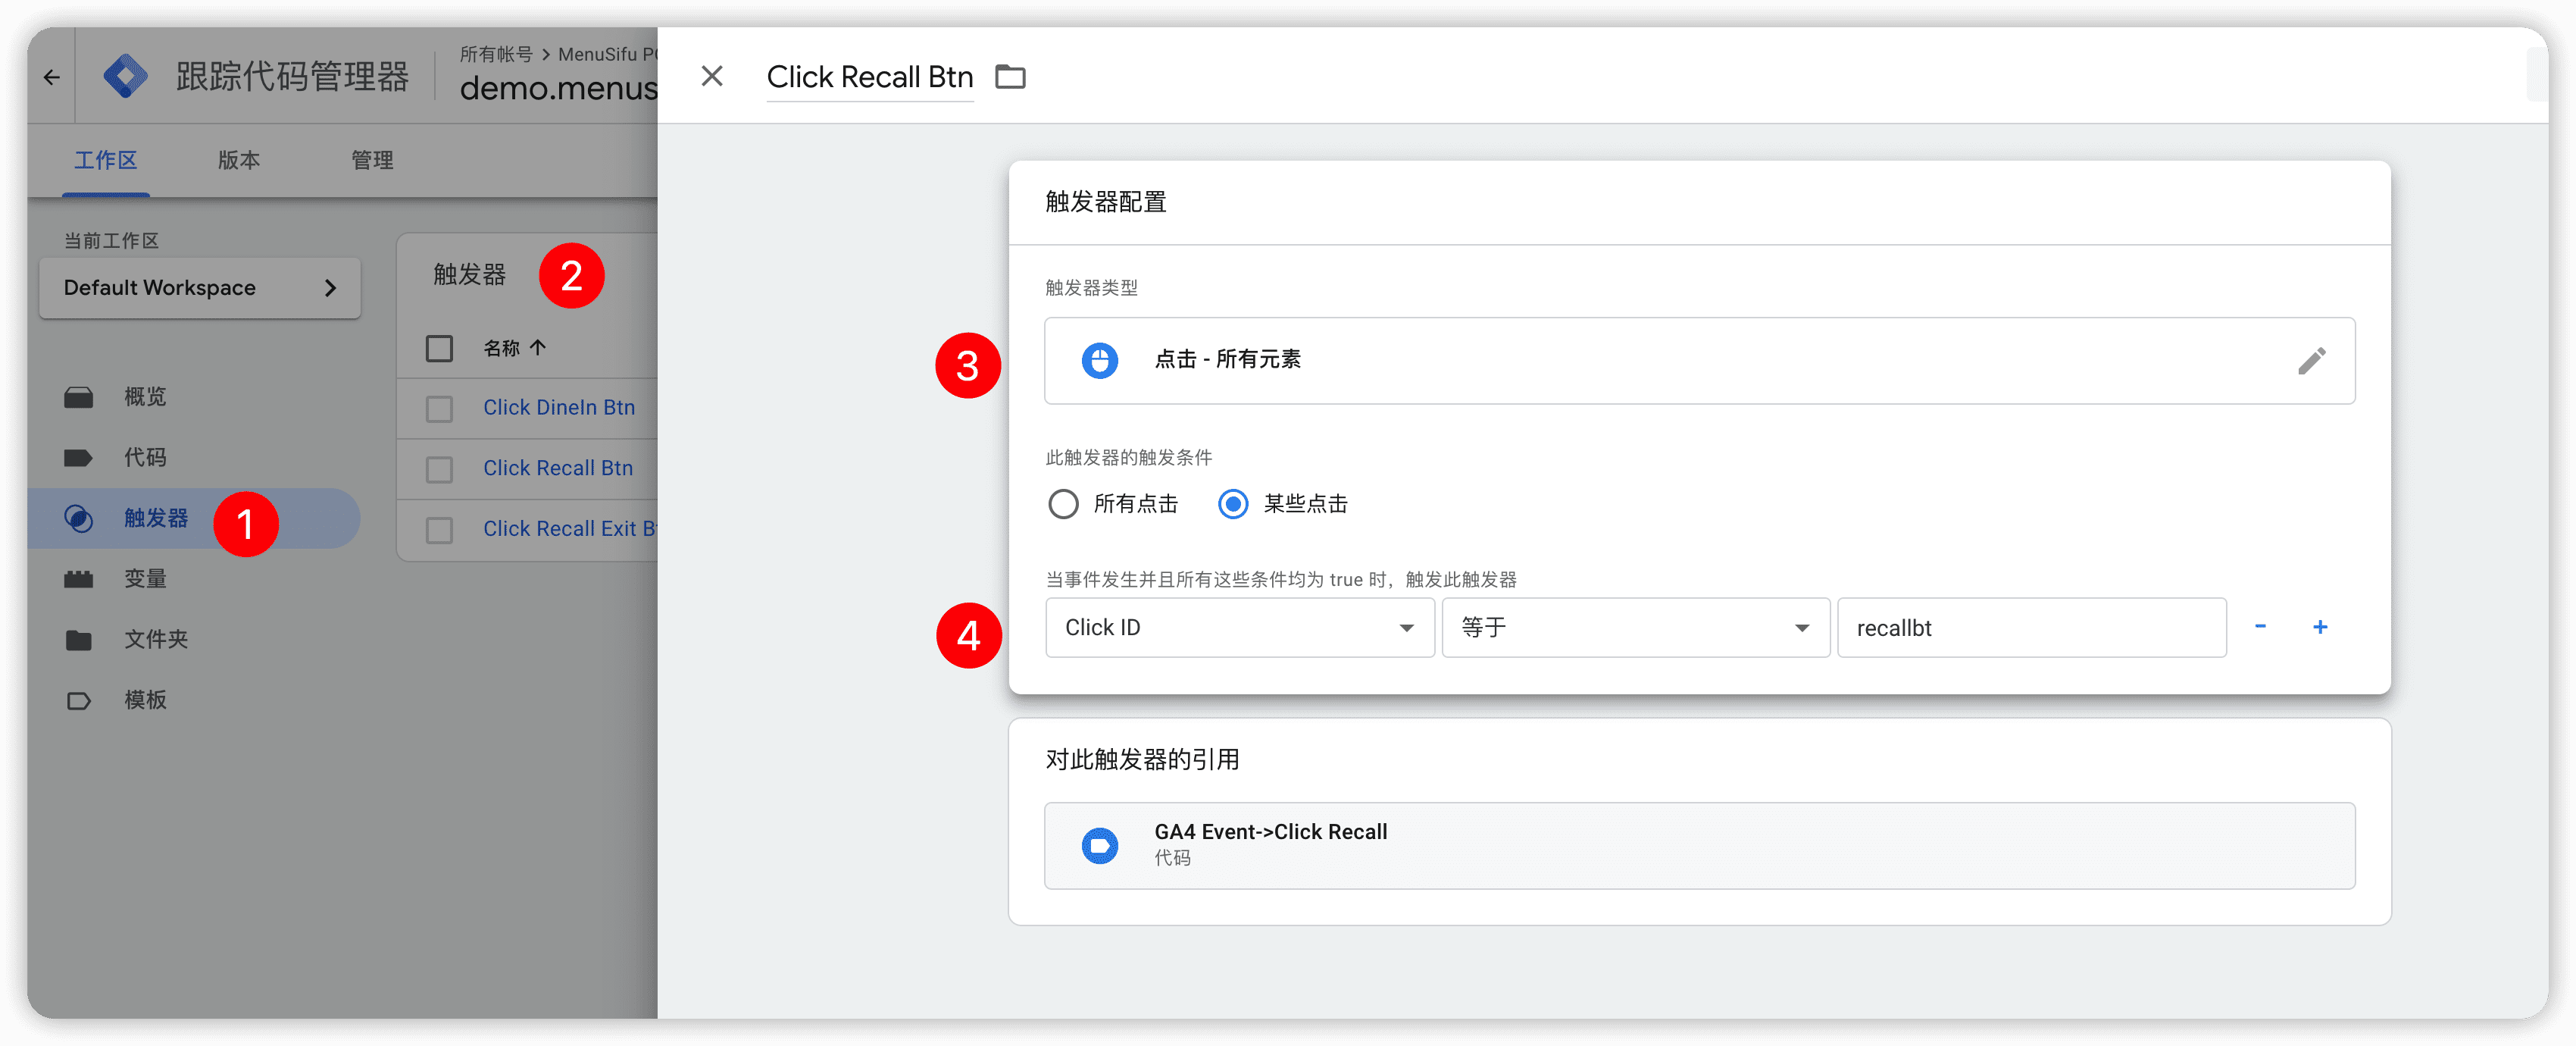 跟踪代码管理器
所有帐号 > MenuSifu
demo.menus
工作区 版本 管理
当前工作区
Default Workspace
概览
代码
触发器 1
变量
文件夹
模板
触发器 2
名称
Click DineIn Btn
Click Recall Btn
Click Recall Exit
Click Recall Btn
触发器配置
触发器类型
3 点击 - 所有元素
此触发器的触发条件
所有点击 某些点击
当事件发生并且所有这些条件均为 true 时，触发此触发器
4 Click ID 等于 recallbt - +
对此触发器的引用
GA4 Event->Click Recall
代码